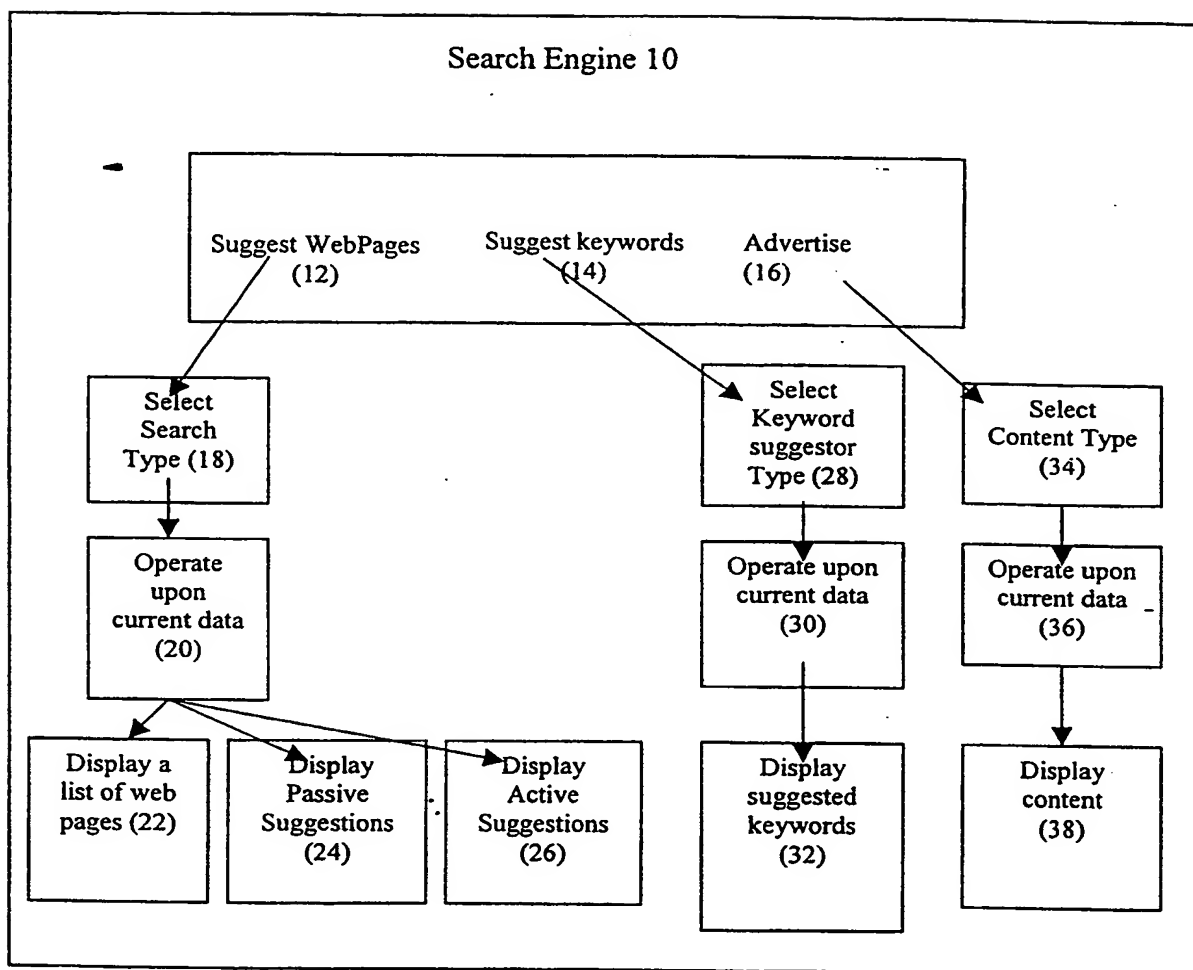 Search Engine 10
Suggest WebPages
(12)
Suggest keywords
(14)
Advertise
(16)
Select
Search
Type (18)
Select
Keyword
suggestor
Type (28)
Select
Content Type
(34)
Operate
upon
current data
(20)
Operate upon
current data
(30)
Operate upon
current data
(36)
Display a
list of web
pages (22)
Display
Passive
Suggestions
(24)
Display
Active
Suggestions
(26)
Display
suggested
keywords
(32)
Display
content
(38)